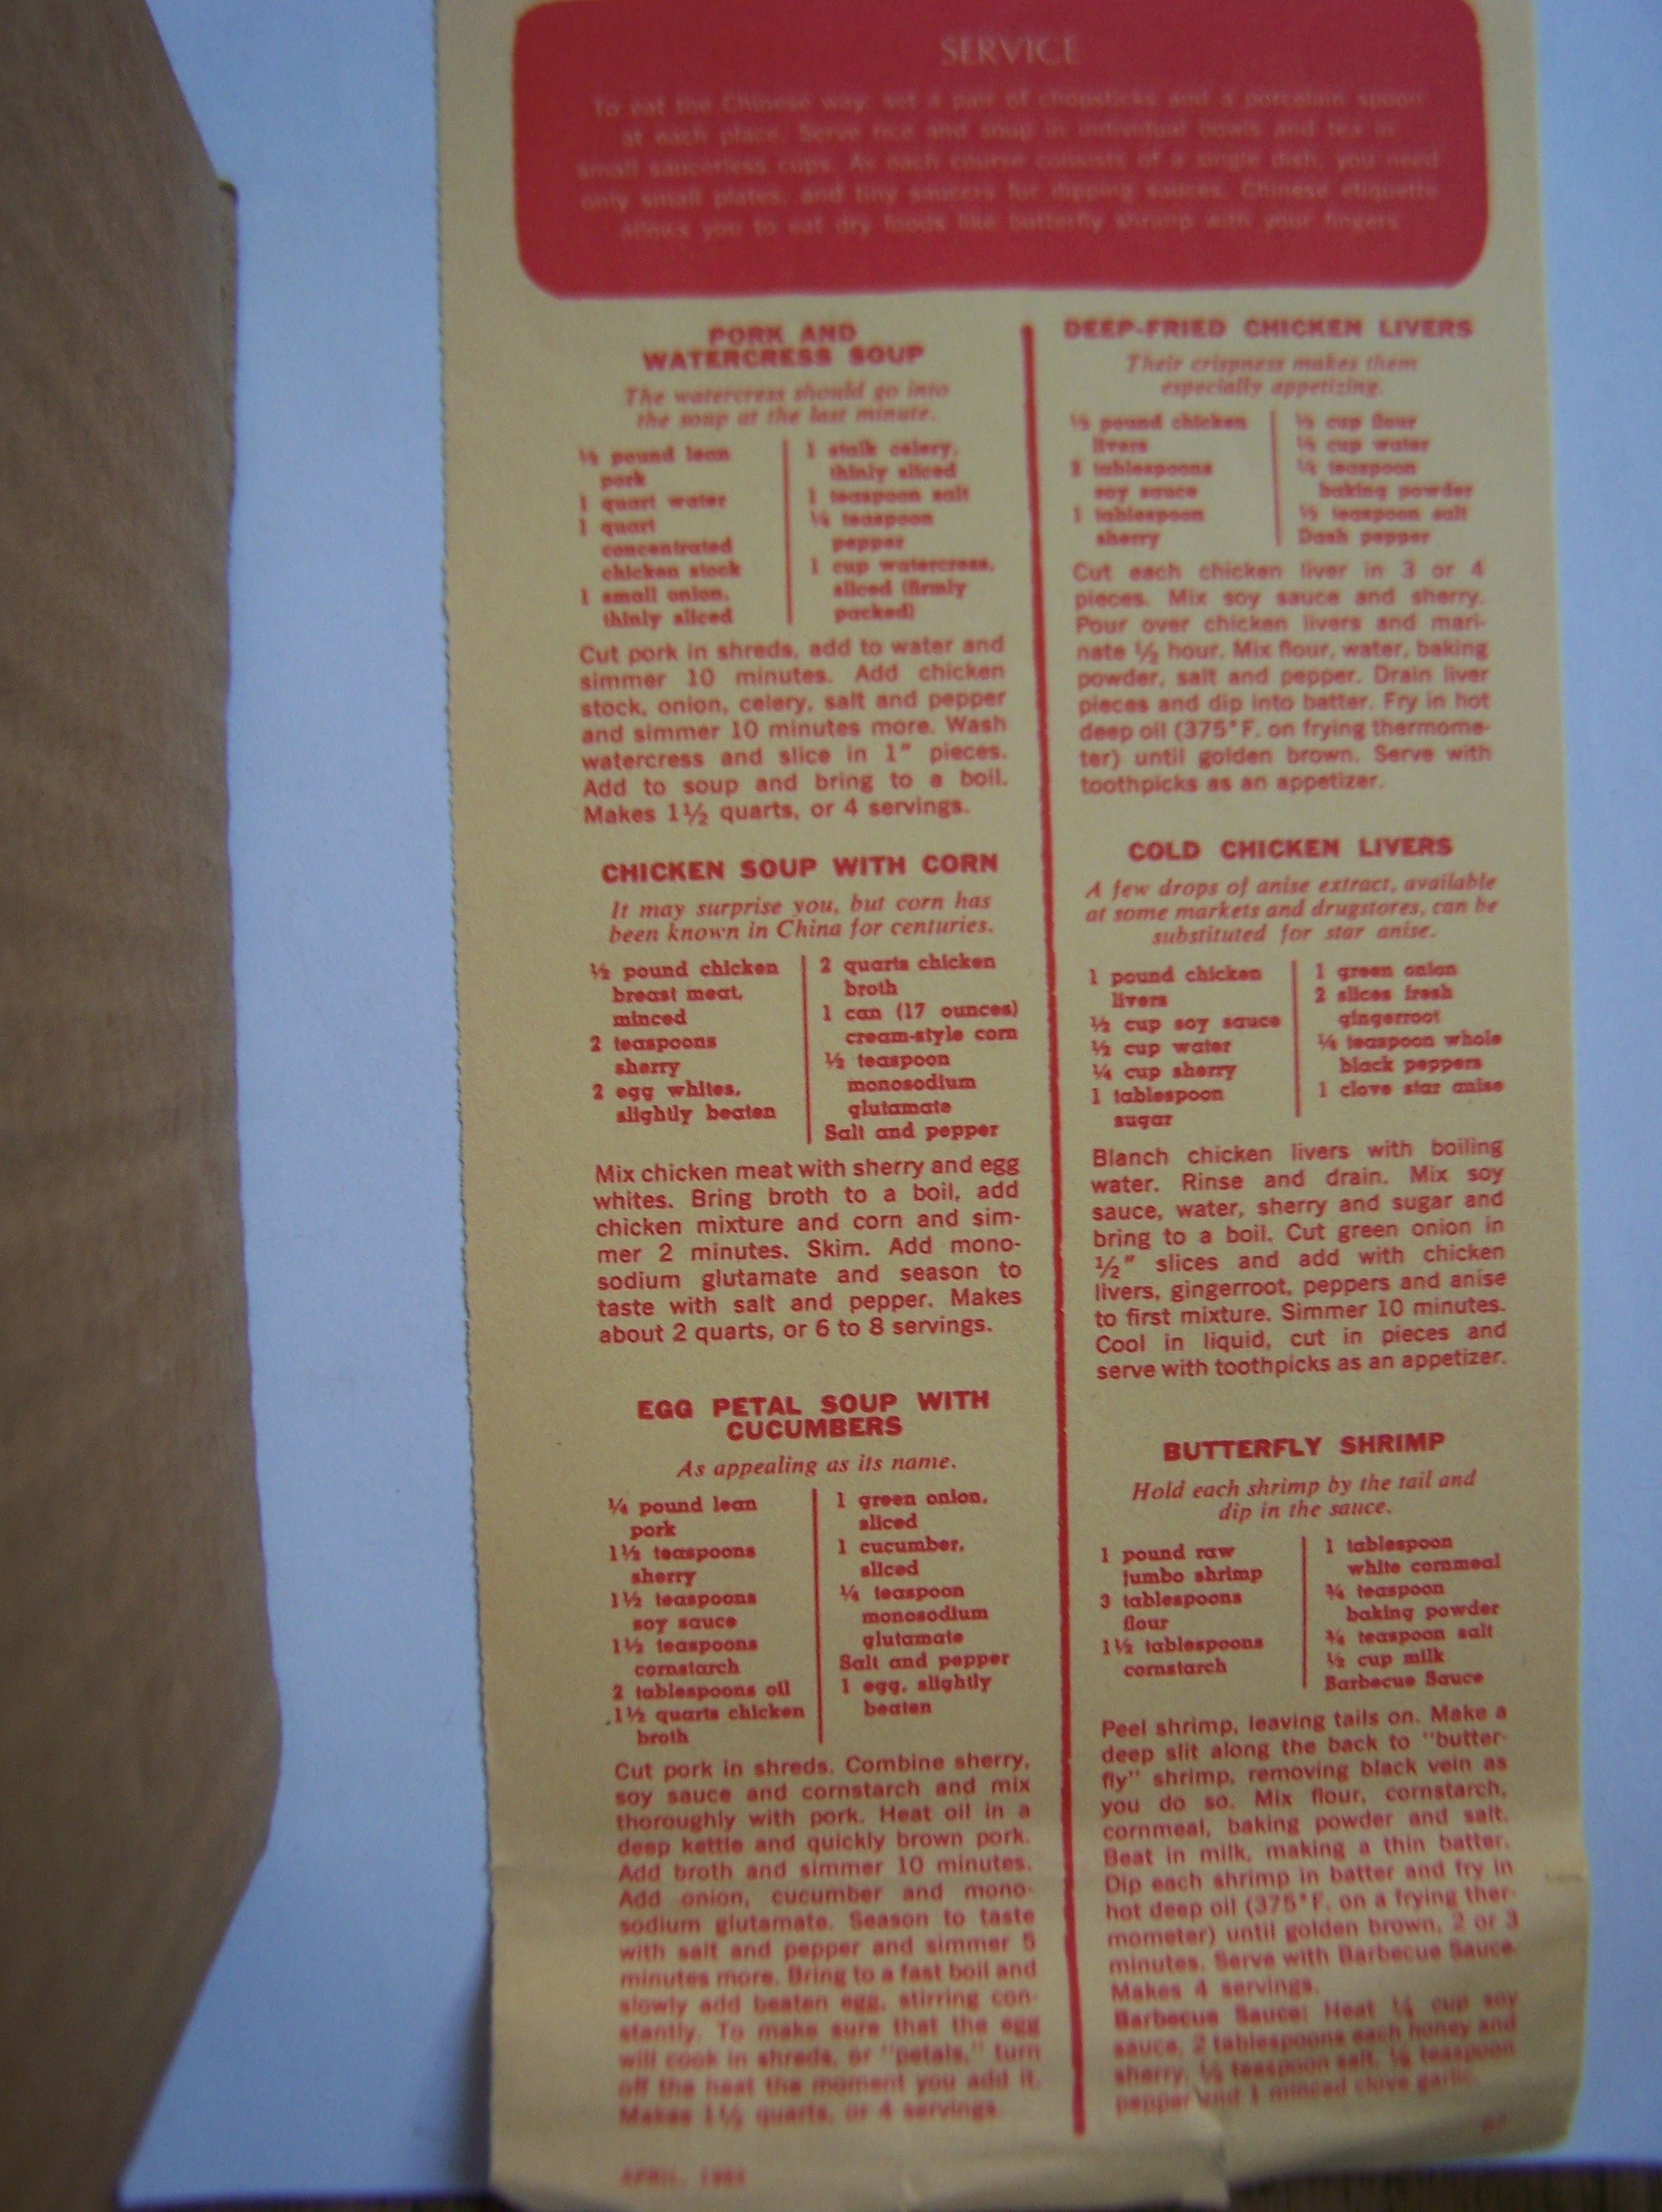 SERVICE
To eat the Chinese way, set a pair of chopsticks and a porcelain spoon
at each place. Serve rice and soup in individual bowls and tea in
small saucerless cups. As each course consists of a single dish, you need
only small plates, and tiny saucers for dipping sauces. Chinese etiquette
allows you to eat dry foods like butterfly shrimp with your fingers
PORK AND
WATERCRESS SOUP
The watercress should go into
the soup at the last minute.
pound lean
pork
1 quart water
1 quart
concentrated
chicken stock
1 small onion,
thinly sliced
1 stalk celery,
thinly sliced
1 teaspoon salt
teaspoon
pepper
1 cup watercress,
sliced (firmly
packed)
Cut pork in shreds, add to water and
simmer 10 minutes. Add chicken
stock, onion, celery, salt and pepper
and simmer 10 minutes more. Wash
watercress and slice in 1" pieces.
Add to soup and bring to a boil.
Makes 1½ quarts, or 4 servings.
CHICKEN SOUP WITH CORN
It may surprise you, but corn has
been known in China for centuries.
½ pound chicken
breast meat,
minced
2 teaspoons
sherry
2 egg whites,
slightly beaten
2 quarts chicken
broth
1 can (17 ounces)
cream-style corn
½ teaspoon
monosodium
glutamate
Salt and pepper
Mix chicken meat with sherry and egg
whites. Bring broth to a boil, add
chicken mixture and corn and sim-
mer 2 minutes. Skim. Add mono-
sodium glutamate and season to
taste with salt and pepper. Makes
about 2 quarts, or 6 to 8 servings.
EGG PETAL SOUP WITH
CUCUMBERS
As appealing as its name.
¼ pound lean
pork
1½ teaspoons
sherry
1½ teaspoons
soy sauce
1½ teaspoons
cornstarch
2 tablespoons oil
1½ quarts chicken
broth
1 green onion,
sliced
1 cucumber,
sliced
¼ teaspoon
monosodium
glutamate
Salt and pepper
1 egg, slightly
beaten
Cut pork in shreds. Combine sherry,
soy sauce and cornstarch and mix
thoroughly with pork. Heat oil in a
deep kettle and quickly brown pork.
Add broth and simmer 10 minutes.
Add onion, cucumber and mono-
sodium glutamate. Season to taste
with salt and pepper and simmer 5
minutes more. Bring to a fast boil and
slowly add beaten egg, stirring con-
stantly. To make sure that the egg
will cook in shreds, or "petals," turn
off the heat the moment you add it.
Makes 1½ quarts, or 4 servings.
APRIL,
DEEP-FRIED CHICKEN LIVERS
Their crispness makes them
especially appetizing.
pound chicken
livers
2 tablespoons
soy sauce
1 tablespoon
sherry
cup flour
cup water
teaspoon
baking powder
½ teaspoon salt
Dash pepper
Cut each chicken liver in 3 or 4
pieces. Mix soy sauce and sherry.
Pour over chicken livers and mari-
nate ½ hour. Mix flour, water, baking
powder, salt and pepper. Drain liver
pieces and dip into batter. Fry in hot
deep oil (375°F. on frying thermome-
ter) until golden brown. Serve with
toothpicks as an appetizer.
COLD CHICKEN LIVERS
A few drops of anise extract, available
at some markets and drugstores, can be
substituted for star anise.
1 pound chicken
livers
½ cup soy sauce
½ cup water
¼ cup sherry
1 tablespoon
sugar
1 green onion
2 slices fresh
gingerroot
¼ teaspoon whole
black peppers
1 clove star anise
Blanch chicken livers with boiling
water. Rinse and drain. Mix soy
sauce, water, sherry and sugar and
bring to a boil. Cut green onion in
½" slices and add with chicken
livers, gingerroot, peppers and anise
to first mixture. Simmer 10 minutes.
Cool in liquid, cut in pieces and
serve with toothpicks as an appetizer.
BUTTERFLY SHRIMP
Hold each shrimp by the tail and
dip in the sauce.
1 pound raw
jumbo shrimp
3 tablespoons
flour
1½ tablespoons
cornstarch
1 tablespoon
white cornmeal
¾ teaspoon
baking powder
¾ teaspoon salt
½ cup milk
Barbecue Sauce
Peel shrimp, leaving tails on. Make a
deep slit along the back to "butter-
fly" shrimp, removing black vein as
you do so. Mix flour, cornstarch,
cornmeal, baking powder and salt.
Beat in milk, making a thin batter.
Dip each shrimp in batter and fry in
hot deep oil (375°F. on a frying ther-
mometer) until golden brown, 2 or 3
minutes. Serve with Barbecue Sauce.
Makes 4 servings.
Barbecue Sauce: Heat ¼ cup soy
sauce, 2 tablespoons each honey and
sherry, teaspoon salt, teaspoon
pepper and 1 minced clove garlic.